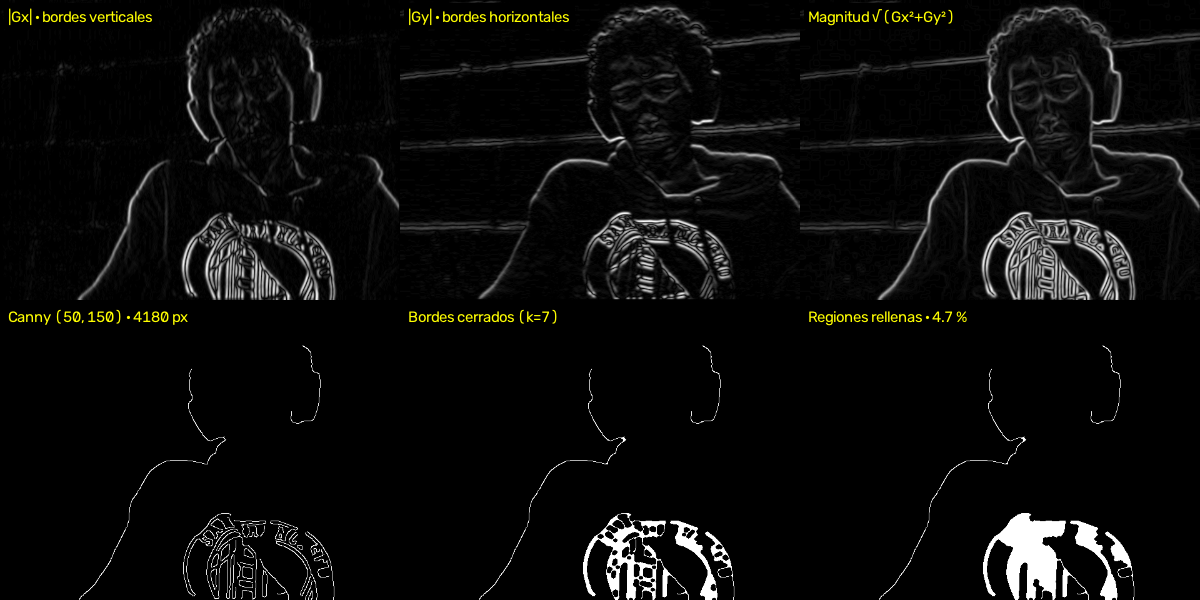 |Gx| • bordes verticales
|Gy| • bordes horizontales
Magnitud √(Gx²+Gy²)
Canny (50, 150) • 4180 px
Bordes cerrados (k=7)
Regiones rellenas • 4.7 %